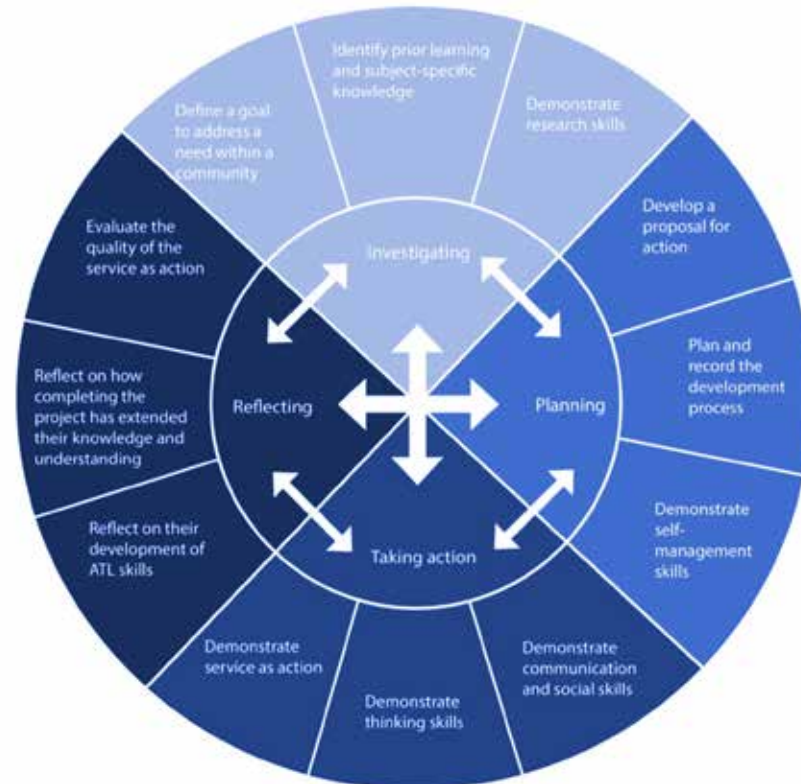 Define a goal
to address a
need within a
community
Identify prior learning
and subject-specific
knowledge
Demonstrate
research skills
Develop a
proposal for
action
Plan and
record the
development
process
Demonstrate
self-
management
skills
Demonstrate
communication
and social skills
Demonstrate
thinking skills
Demonstrate
service as action
Reflect on their
development of
ATL skills
Reflect on how
completing the
project has extended
their knowledge and
understanding
Evaluate the
quality of the
service as action
Investigating
Planning
Taking action
Reflecting